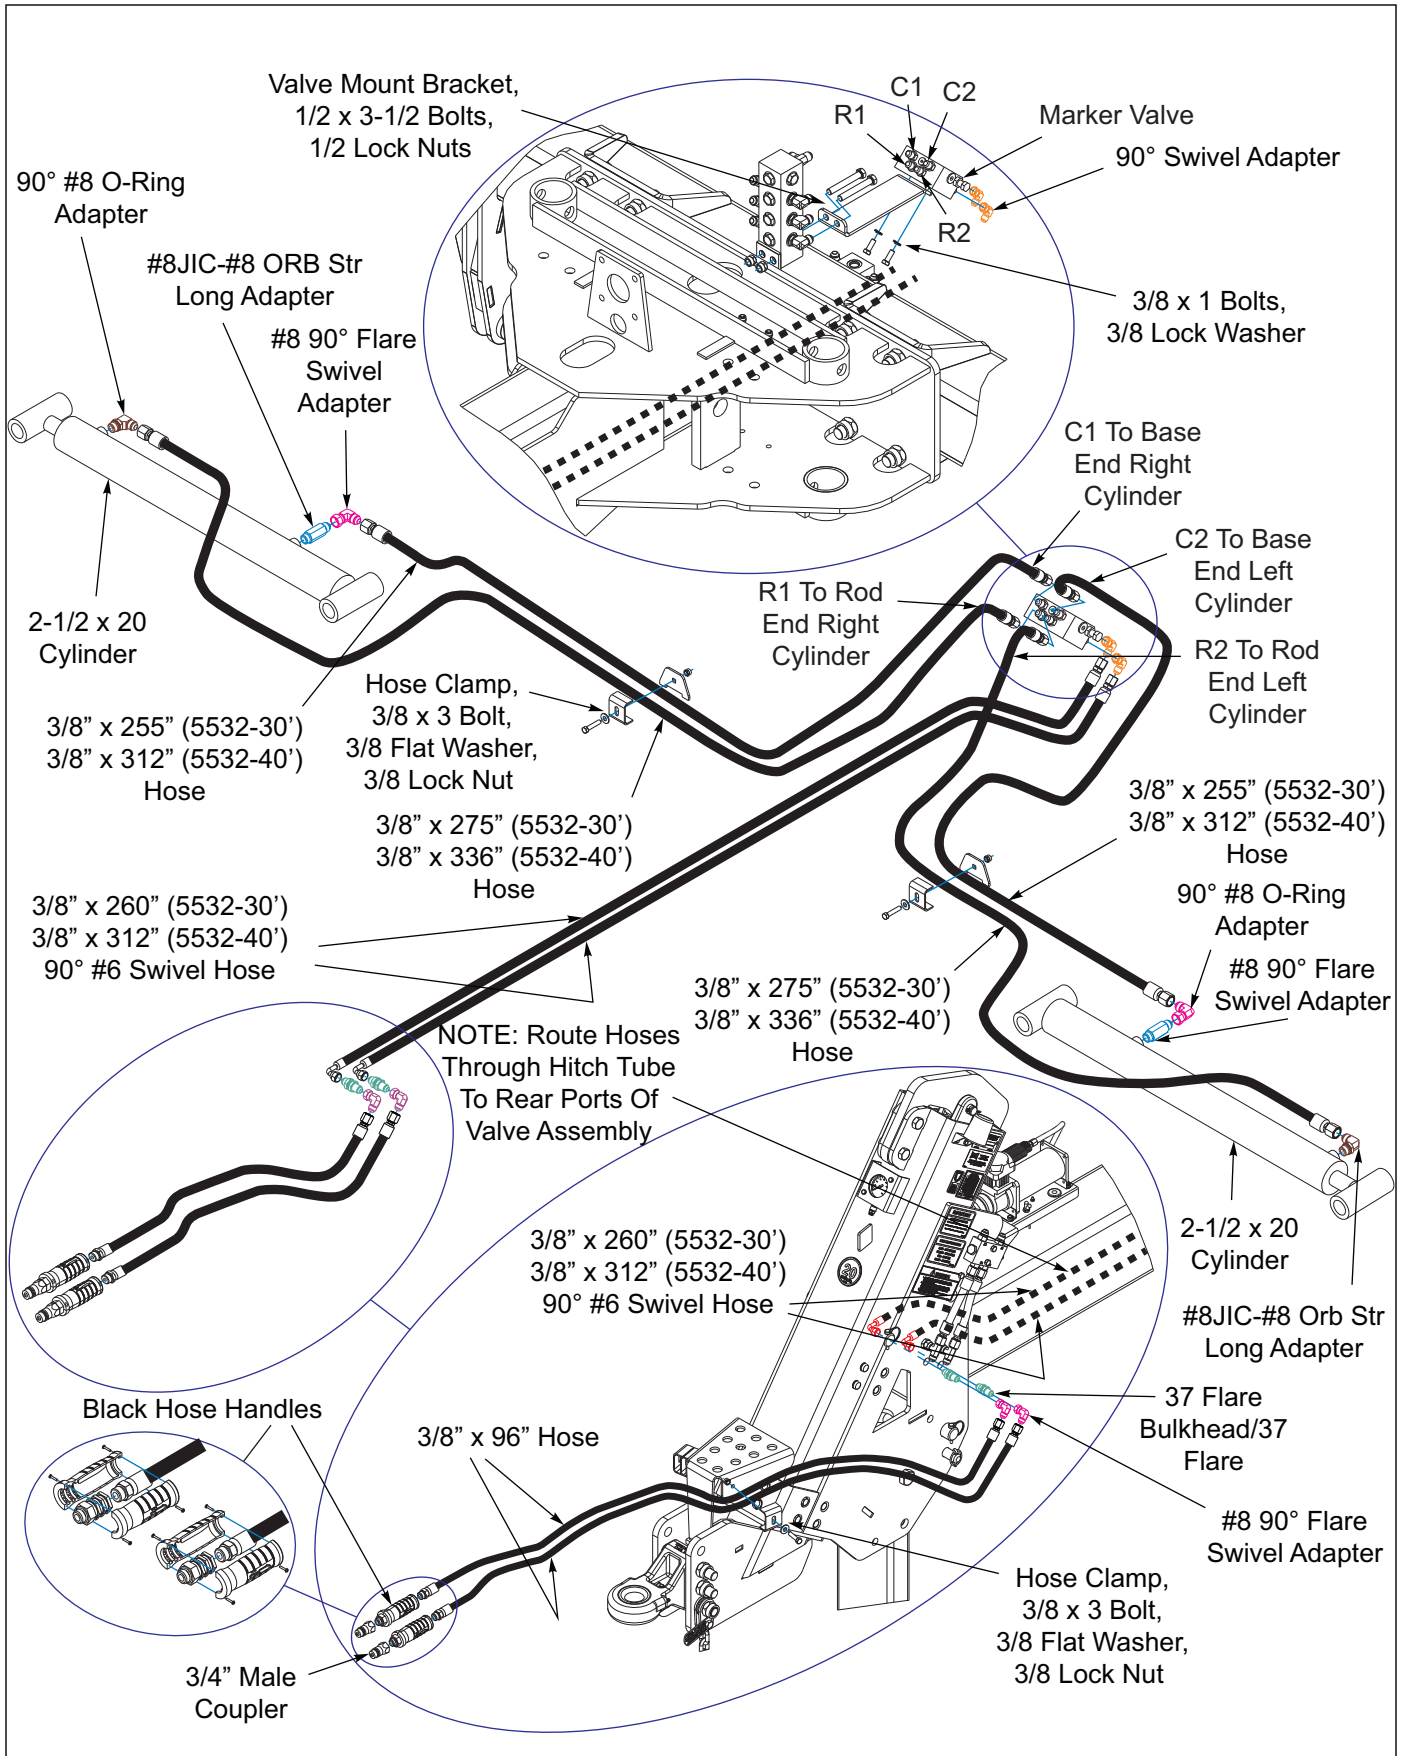 Valve Mount Bracket,
1/2 x 3-1/2 Bolts,
1/2 Lock Nuts
C1
C2
R1
Marker Valve
90° Swivel Adapter
R2
3/8 x 1 Bolts,
3/8 Lock Washer
90° #8 O-Ring
Adapter
#8JIC-#8 ORB Str
Long Adapter
#8 90° Flare
Swivel
Adapter
C1 To Base
End Right
Cylinder
C2 To Base
End Left
Cylinder
R1 To Rod
End Right
Cylinder
R2 To Rod
End Left
Cylinder
2-1/2 x 20
Cylinder
Hose Clamp,
3/8 x 3 Bolt,
3/8 Flat Washer,
3/8 Lock Nut
3/8” x 255” (5532-30’)
3/8” x 312” (5532-40’)
Hose
3/8” x 275” (5532-30’)
3/8” x 336” (5532-40’)
Hose
3/8” x 255” (5532-30’)
3/8” x 312” (5532-40’)
Hose
3/8” x 260” (5532-30’)
3/8” x 312” (5532-40’)
90° #6 Swivel Hose
90° #8 O-Ring
Adapter
#8 90° Flare
Swivel Adapter
3/8” x 275” (5532-30’)
3/8” x 336” (5532-40’)
Hose
NOTE: Route Hoses
Through Hitch Tube
To Rear Ports Of
Valve Assembly
3/8” x 260” (5532-30’)
3/8” x 312” (5532-40’)
90° #6 Swivel Hose
20
2-1/2 x 20
Cylinder
#8JIC-#8 Orb Str
Long Adapter
37 Flare
Bulkhead/37
Flare
Black Hose Handles
3/8” x 96” Hose
#8 90° Flare
Swivel Adapter
Hose Clamp,
3/8 x 3 Bolt,
3/8 Flat Washer,
3/8 Lock Nut
3/4” Male
Coupler